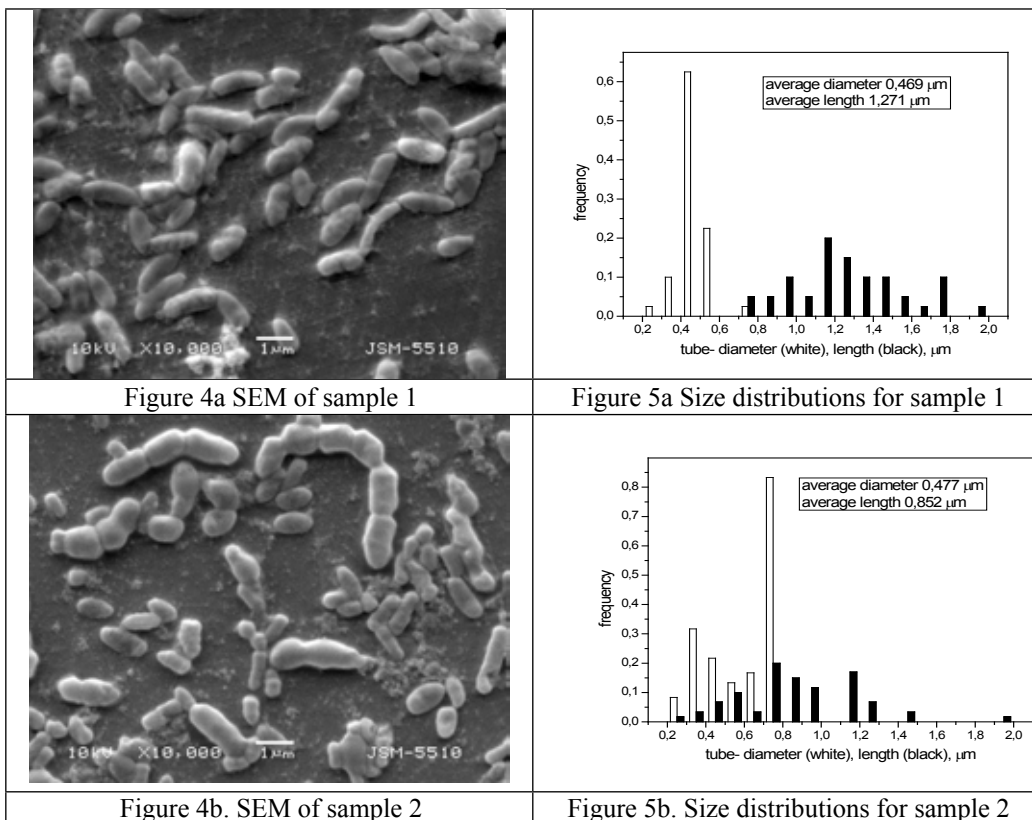 10kV X10,000 1μm JSM-5510
0,6
0,5
0,4
0,3
0,2
0,1
0,0
frequency
average diameter 0,469 μm
average length 1,271 μm
0,2 0,4 0,6 0,8 1,0 1,2 1,4 1,6 1,8 2,0
tube- diameter (white), length (black), μm
Figure 4a SEM of sample 1
Figure 5a Size distributions for sample 1
10kV X10,000 1μm JSM-5510
0,8
0,7
0,6
0,5
0,4
0,3
0,2
0,1
0,0
frequency
average diameter 0,477 μm
average length 0,852 μm
0,2 0,4 0,6 0,8 1,0 1,2 1,4 1,6 1,8 2,0
tube- diameter (white), length (black), μm
Figure 4b. SEM of sample 2
Figure 5b. Size distributions for sample 2